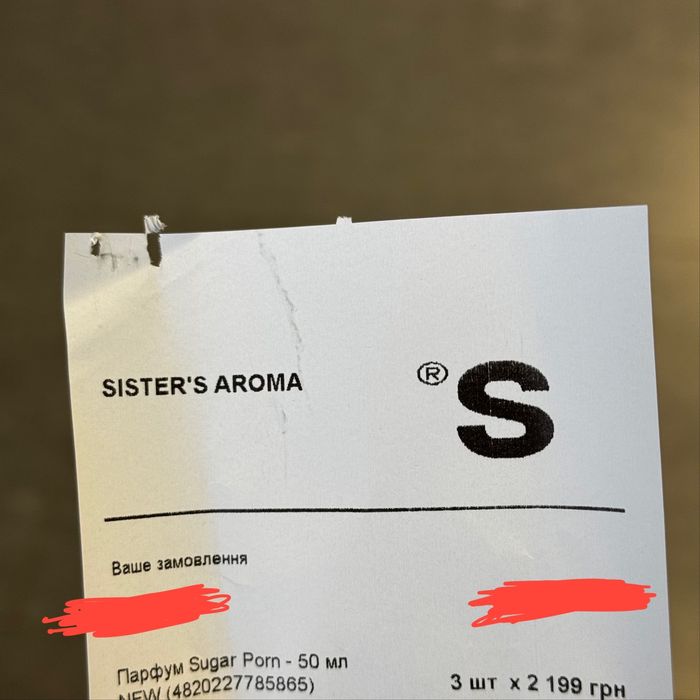 SISTER'S AROMA
® S
Ваше замовлення
Парфум Sugar Porn - 50 мл
NEW (4820227785865)
3 шт x 2 199 грн